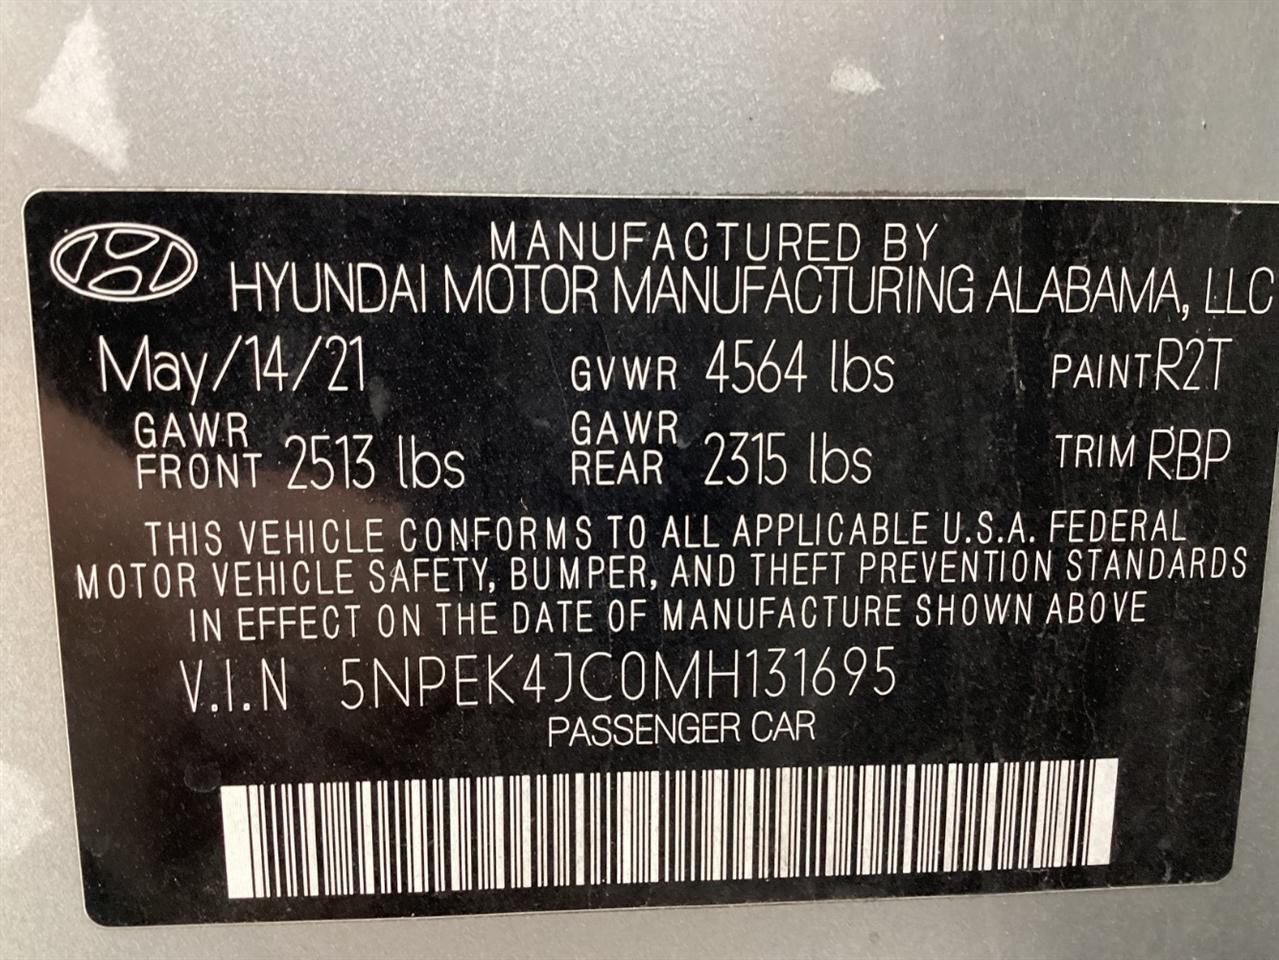 MANUFACTURED BY
HYUNDAI MOTOR MANUFACTURING ALABAMA, LLC
May/14/21 GVWR 4564 lbs PAINT R2T
GAWR FRONT 2513 lbs GAWR REAR 2315 lbs TRIM RBP
THIS VEHICLE CONFORMS TO ALL APPLICABLE U.S.A. FEDERAL
MOTOR VEHICLE SAFETY, BUMPER, AND THEFT PREVENTION STANDARDS
IN EFFECT ON THE DATE OF MANUFACTURE SHOWN ABOVE
V.I.N 5NPEK4JC0MH131695
PASSENGER CAR